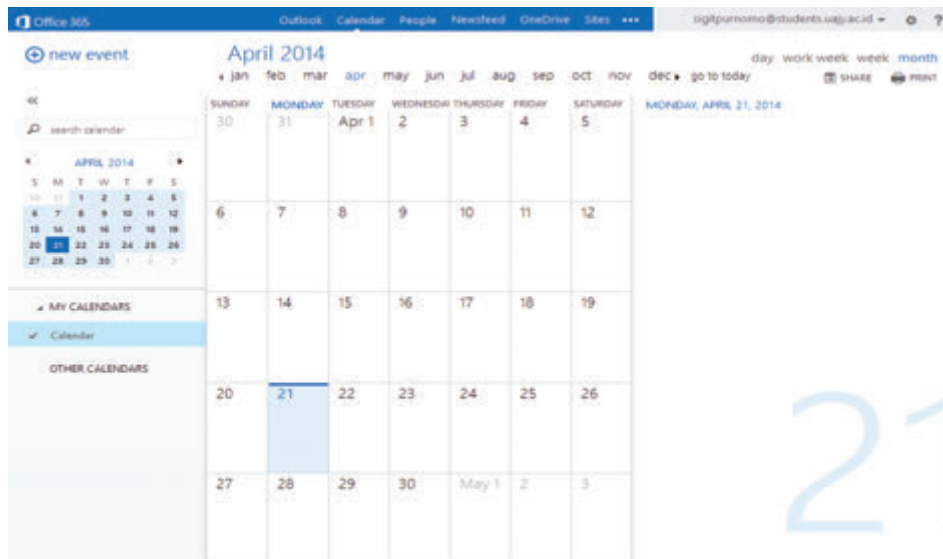 Office 365
Outlook Calendar People Newsfeed OneDrive Sites •••
sigitpurnomo@students.uajy.ac.id
?
new event
April 2014
day work week week month
jan feb mar apr may jun jul aug sep oct nov dec go to today
SHARE PRINT
search calendar
APRIL 2014
S M T W T F S
30 31 1 2 3 4 5
6 7 8 9 10 11 12
13 14 15 16 17 18 19
20 21 22 23 24 25 26
27 28 29 30 1 2 3
MY CALENDARS
Calendar
OTHER CALENDARS
SUNDAY MONDAY TUESDAY WEDNESDAY THURSDAY FRIDAY SATURDAY
30 31 Apr 1 2 3 4 5
6 7 8 9 10 11 12
13 14 15 16 17 18 19
20 21 22 23 24 25 26
27 28 29 30 May 1 2 3
MONDAY, APRIL 21, 2014
21